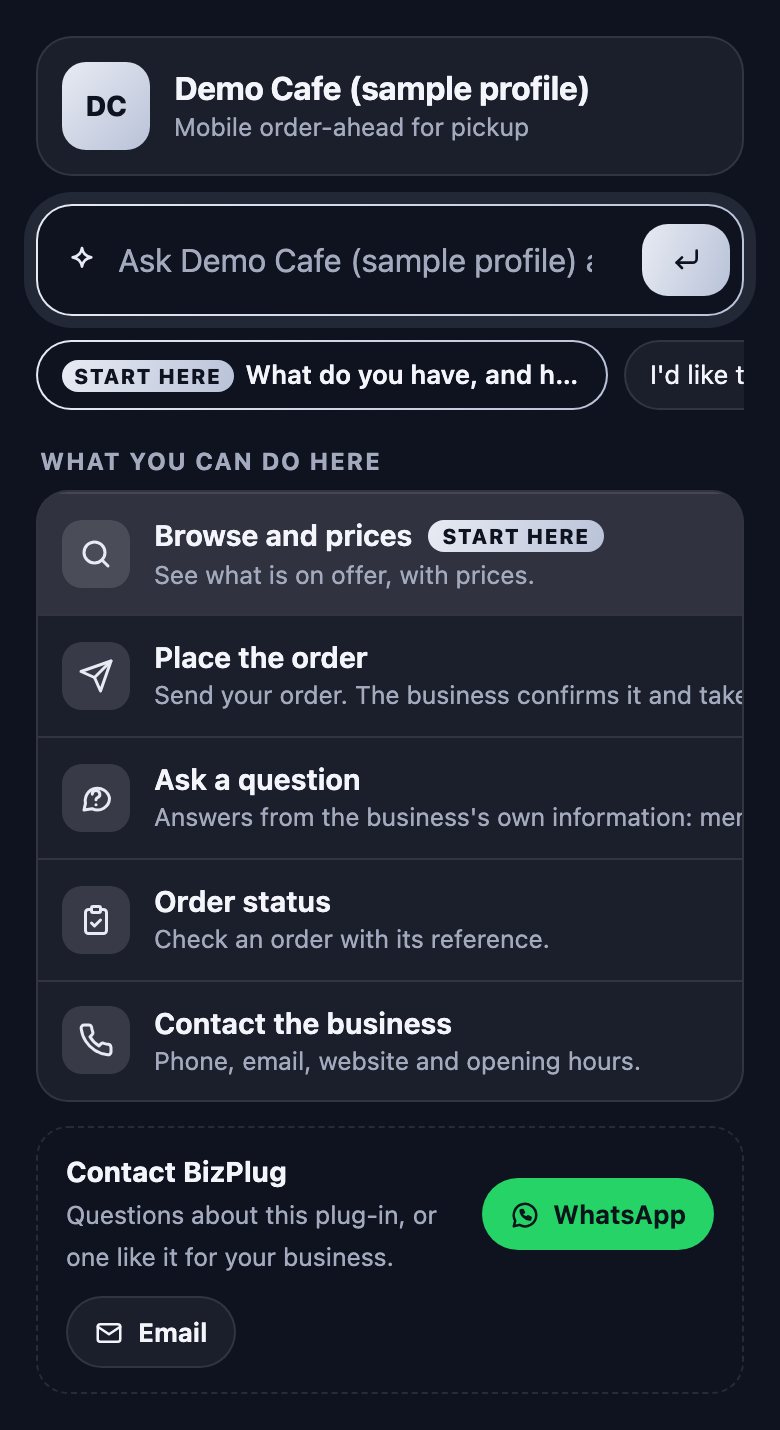 DC
Demo Cafe (sample profile)
Mobile order-ahead for pickup
Ask Demo Cafe (sample profile)
START HERE What do you have, and h...
I'd like t
WHAT YOU CAN DO HERE
Browse and prices START HERE
See what is on offer, with prices.
Place the order
Send your order. The business confirms it and take
Ask a question
Answers from the business's own information: mer
Order status
Check an order with its reference.
Contact the business
Phone, email, website and opening hours.
Contact BizPlug
Questions about this plug-in, or
one like it for your business.
WhatsApp
Email